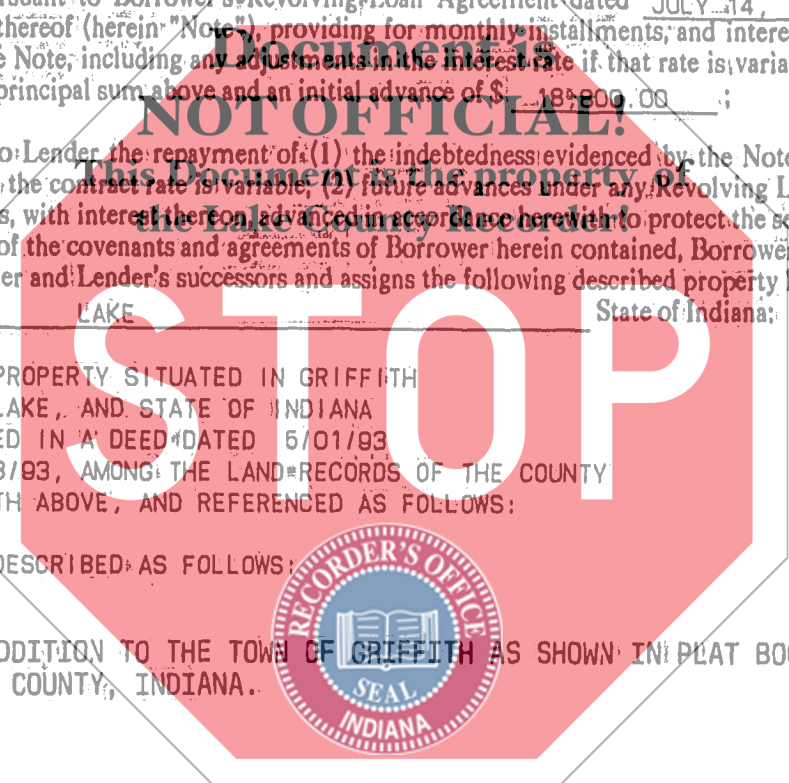 rsuant to Borrower's Revolving Loan Agreement dated JULY 14,
thereof (herein "Note"), providing for monthly installments, and intere
e Note, including any adjustments in the interest rate if that rate is varia
principal sum above and an initial advance of $ 18,800.00 ;
Document is
NOT OFFICIAL!
This Document is the property of
the Lake County Recorder!
o Lender the repayment of (1) the indebtedness evidenced by the Note
the contract rate is variable; (2) future advances under any Revolving L
s, with interest thereon, advanced in accordance herewith to protect the se
of the covenants and agreements of Borrower herein contained, Borrower
er and Lender's successors and assigns the following described property l
LAKE State of Indiana:
STOP
PROPERTY SITUATED IN GRIFFITH
LAKE, AND STATE OF INDIANA
ED IN A DEED DATED 5/01/93
3/93, AMONG THE LAND RECORDS OF THE COUNTY
TH ABOVE, AND REFERENCED AS FOLLOWS:
DESCRIBED AS FOLLOWS:
DDITION TO THE TOWN OF GRIFFITH AS SHOWN IN PLAT BOO
COUNTY, INDIANA.
RECORDER'S OFFICE
SEAL
INDIANA